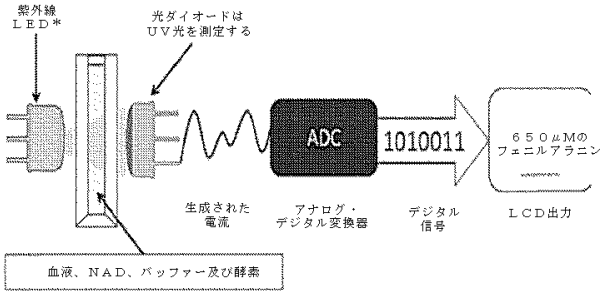 紫外線
ＬＥＤ＊
光ダイオードは
ＵＶ光を測定する
ADC
1010011
６５０μＭの
フェニルアラニン
生成された
電流
アナログ・
デジタル変換器
デジタル
信号
ＬＣＤ出力
血液、ＮＡＤ、バッファー及び酵素